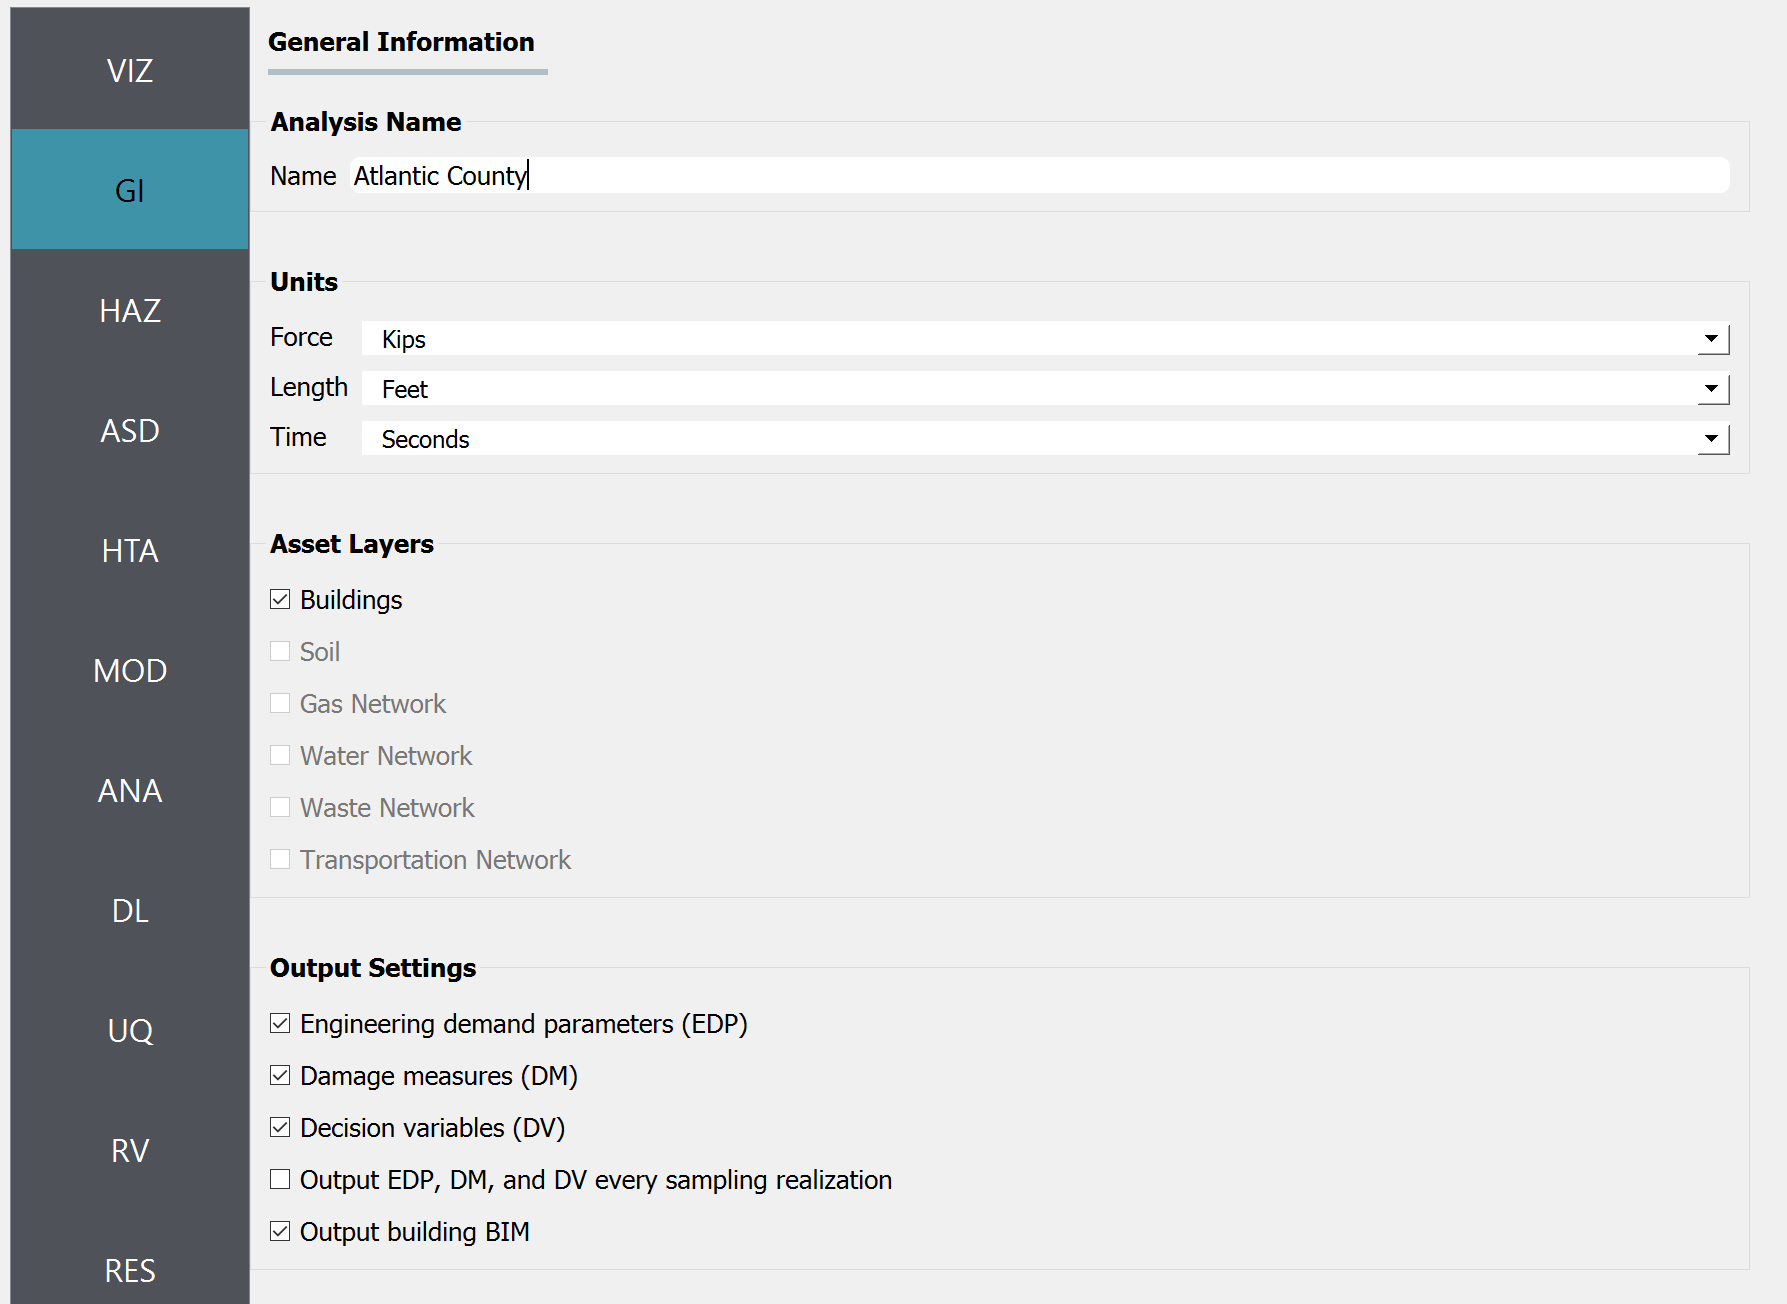 VIZ
GI
HAZ
ASD
HTA
MOD
ANA
DL
UQ
RV
RES
General Information
Analysis Name
Name Atlantic County
Units
Force Kips
Length Feet
Time Seconds
Asset Layers
Buildings
Soil
Gas Network
Water Network
Waste Network
Transportation Network
Output Settings
Engineering demand parameters (EDP)
Damage measures (DM)
Decision variables (DV)
Output EDP, DM, and DV every sampling realization
Output building BIM